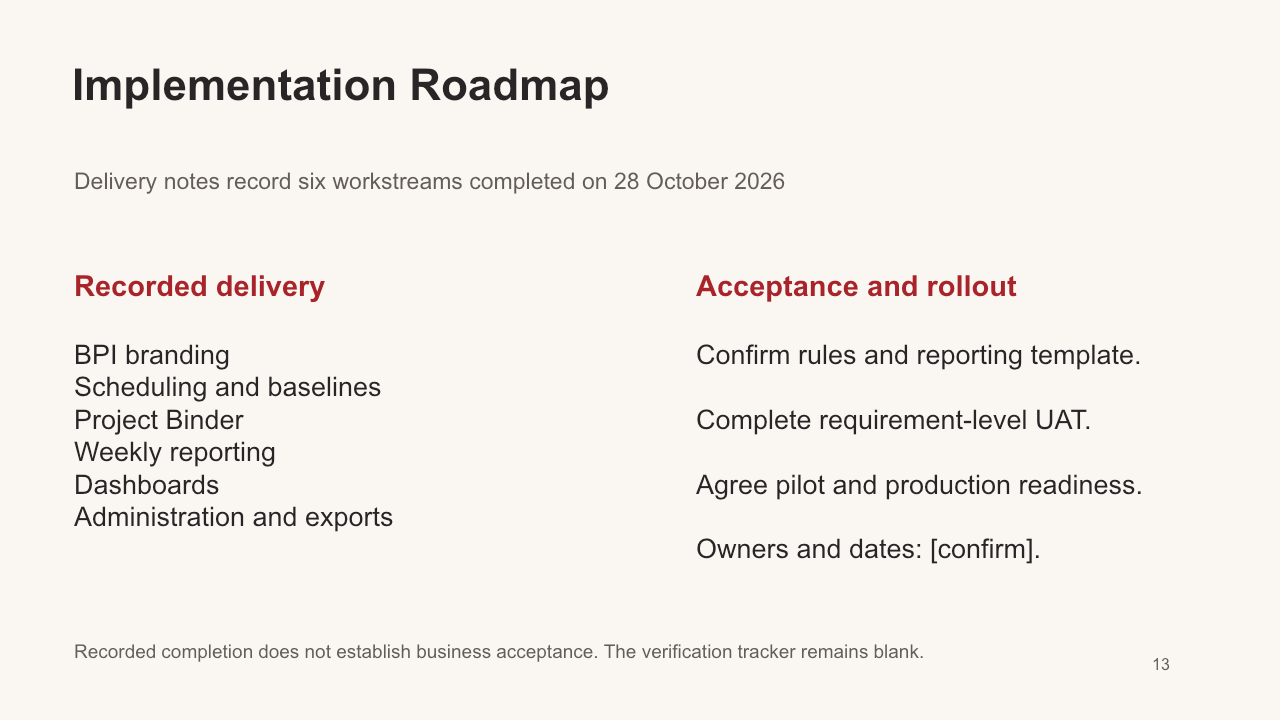 Implementation Roadmap
Delivery notes record six workstreams completed on 28 October 2026
Recorded delivery
BPI branding
Scheduling and baselines
Project Binder
Weekly reporting
Dashboards
Administration and exports
Acceptance and rollout
Confirm rules and reporting template.
Complete requirement-level UAT.
Agree pilot and production readiness.
Owners and dates: [confirm].
Recorded completion does not establish business acceptance. The verification tracker remains blank.
13